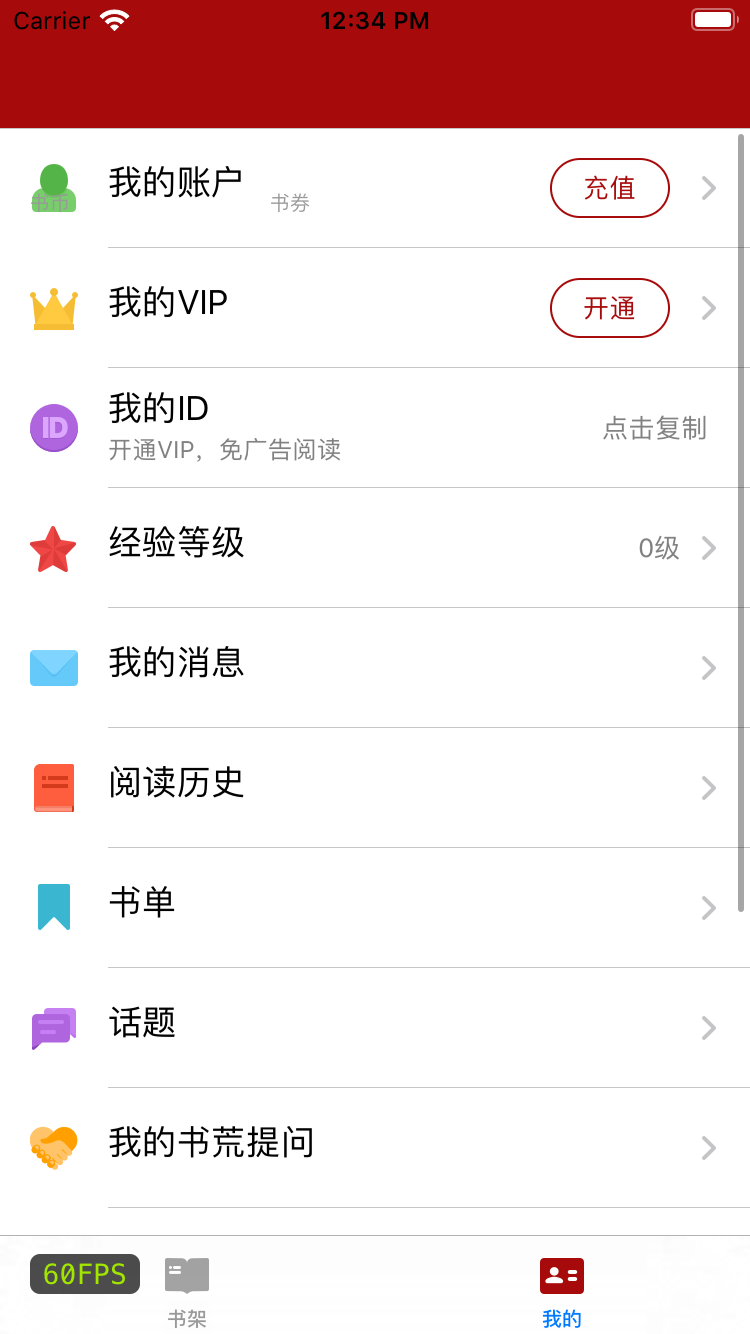 Carrier 12:34 PM
我的账户
书币 书券
充值
我的VIP
开通
ID
我的ID
开通VIP，免广告阅读
点击复制
经验等级
0级
我的消息
阅读历史
书单
话题
我的书荒提问
60FPS
书架
我的